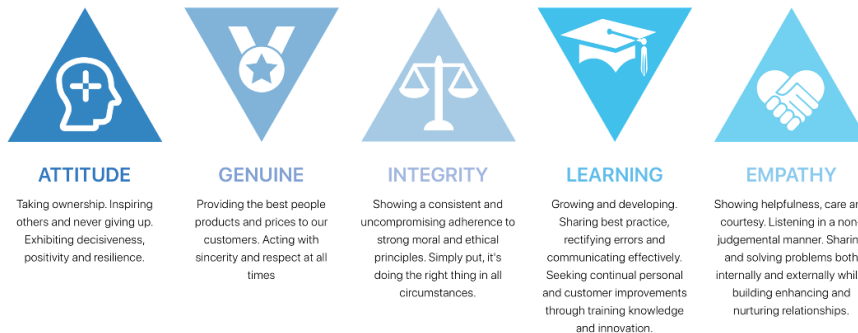 ATTITUDE
Taking ownership. Inspiring
others and never giving up.
Exhibiting decisiveness,
positivity and resilience.
GENUINE
Providing the best people
products and prices to our
customers. Acting with
sincerity and respect at all
times
INTEGRITY
Showing a consistent and
uncompromising adherence to
strong moral and ethical
principles. Simply put, it's
doing the right thing in all
circumstances.
LEARNING
Growing and developing.
Sharing best practice,
rectifying errors and
communicating effectively.
Seeking continual personal
and customer improvements
through training knowledge
and innovation.
EMPATHY
Showing helpfulness, care an
courtesy. Listening in a non-
judgemental manner. Sharin
and solving problems both
internally and externally whil
building enhancing and
nurturing relationships.